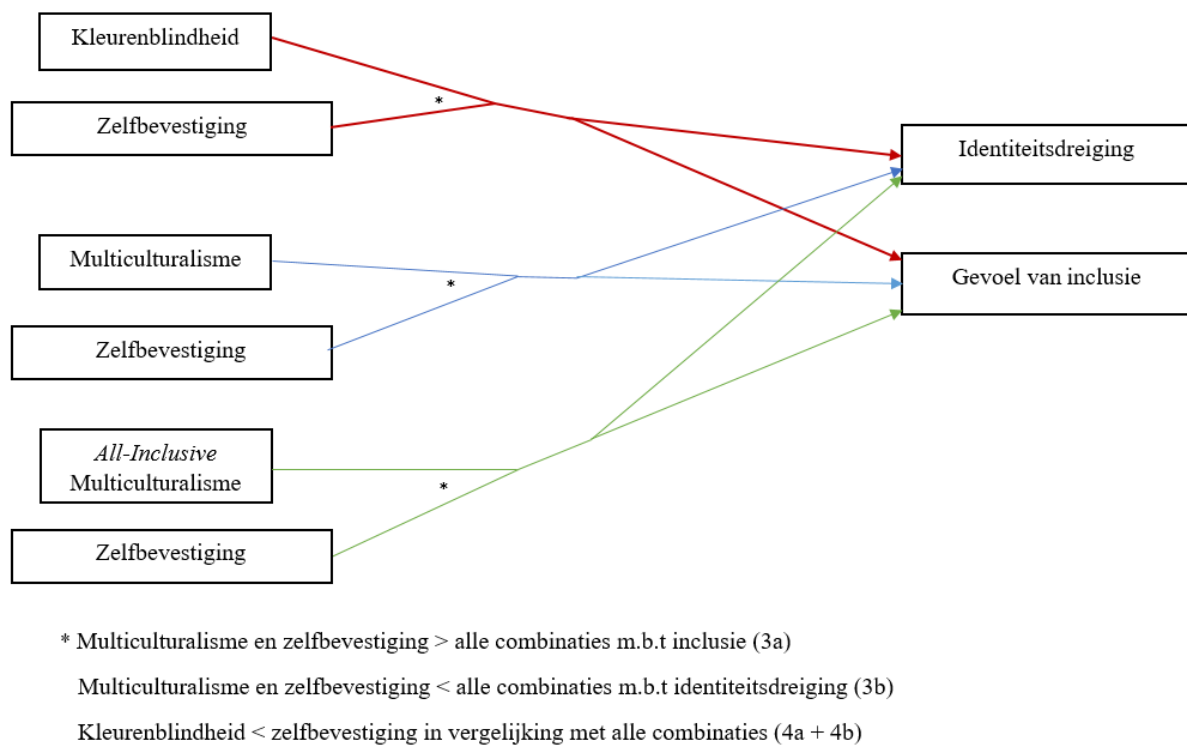 Kleurenblindheid
*
Zelfbevestiging
Identiteitsdreiging
Multiculturalisme
Gevoel van inclusie
*
Zelfbevestiging
All-Inclusive
Multiculturalisme
*
Zelfbevestiging
* Multiculturalisme en zelfbevestiging > alle combinaties m.b.t inclusie (3a)
Multiculturalisme en zelfbevestiging < alle combinaties m.b.t identiteitsdreiging (3b)
Kleurenblindheid < zelfbevestiging in vergelijking met alle combinaties (4a + 4b)